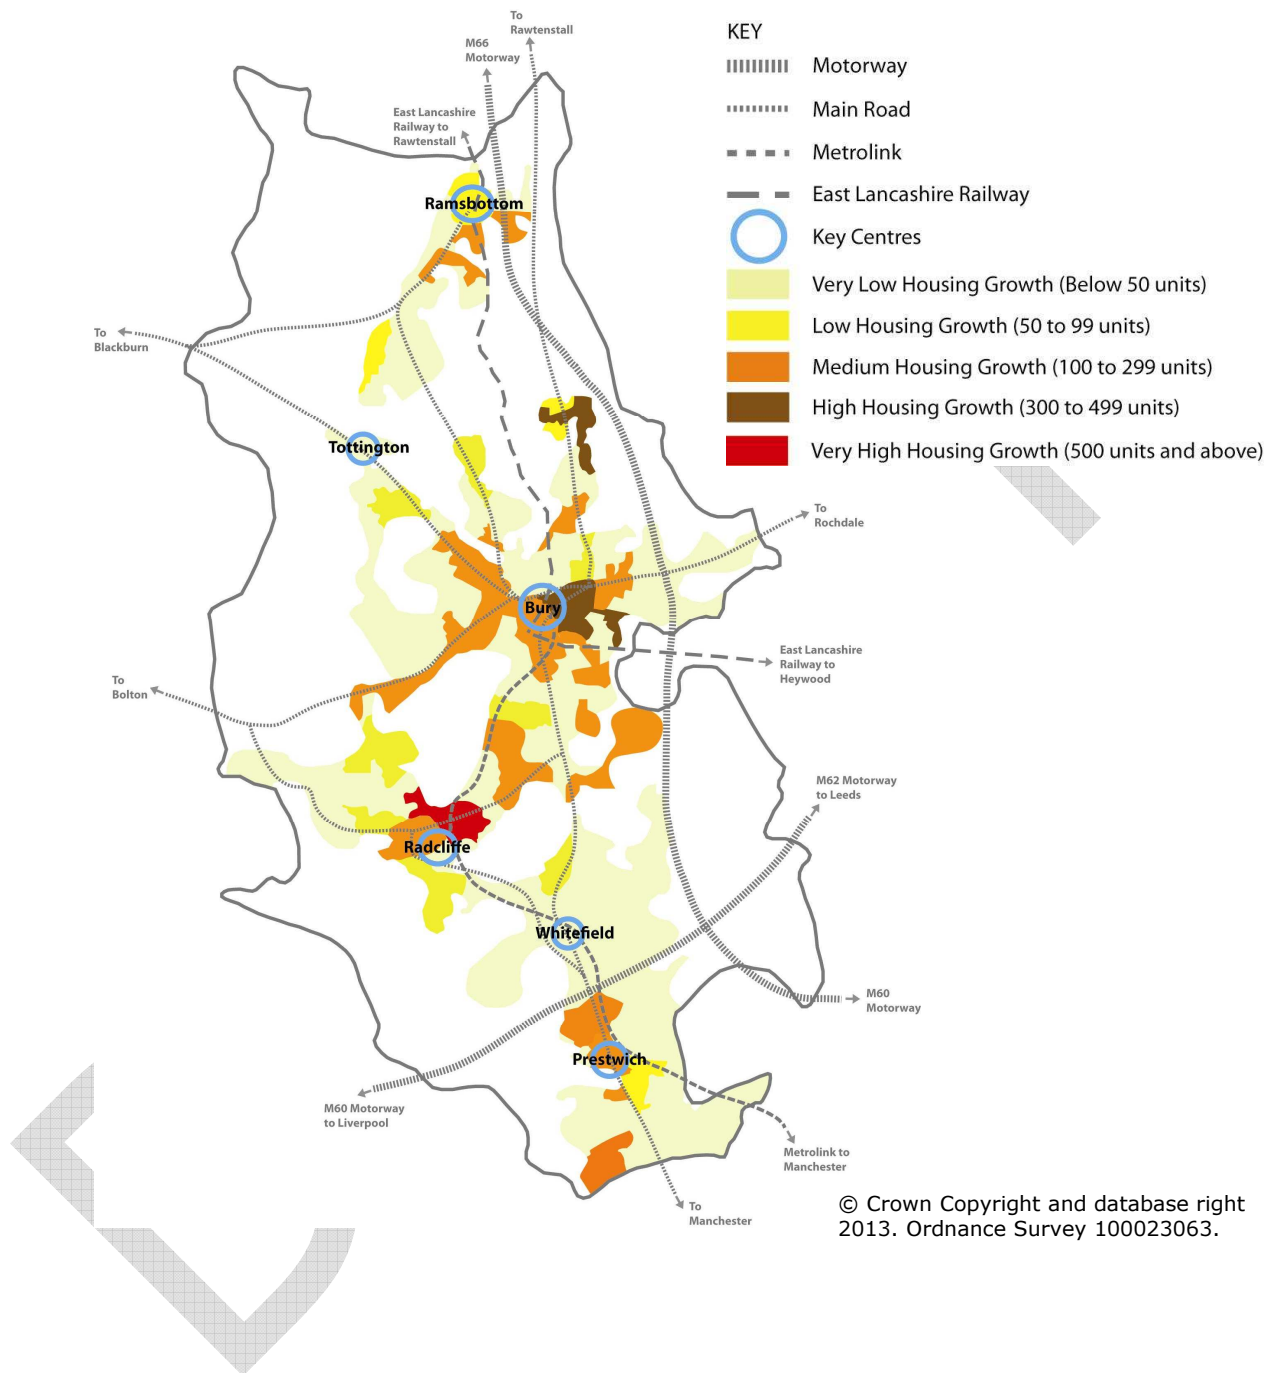 To
Rawtenstall
M66
Motorway
East Lancashire
Railway to
Rawtenstall
Ramsbottom
To
Blackburn
Tottington
To
Rochdale
Bury
East Lancashire
Railway to
Heywood
To
Bolton
M62 Motorway
to Leeds
Radcliffe
Whitefield
M60
Motorway
Prestwich
M60 Motorway
to Liverpool
Metrolink to
Manchester
To
Manchester
KEY
Motorway
Main Road
Metrolink
East Lancashire Railway
Key Centres
Very Low Housing Growth (Below 50 units)
Low Housing Growth (50 to 99 units)
Medium Housing Growth (100 to 299 units)
High Housing Growth (300 to 499 units)
Very High Housing Growth (500 units and above)
© Crown Copyright and database right
2013. Ordnance Survey 100023063.